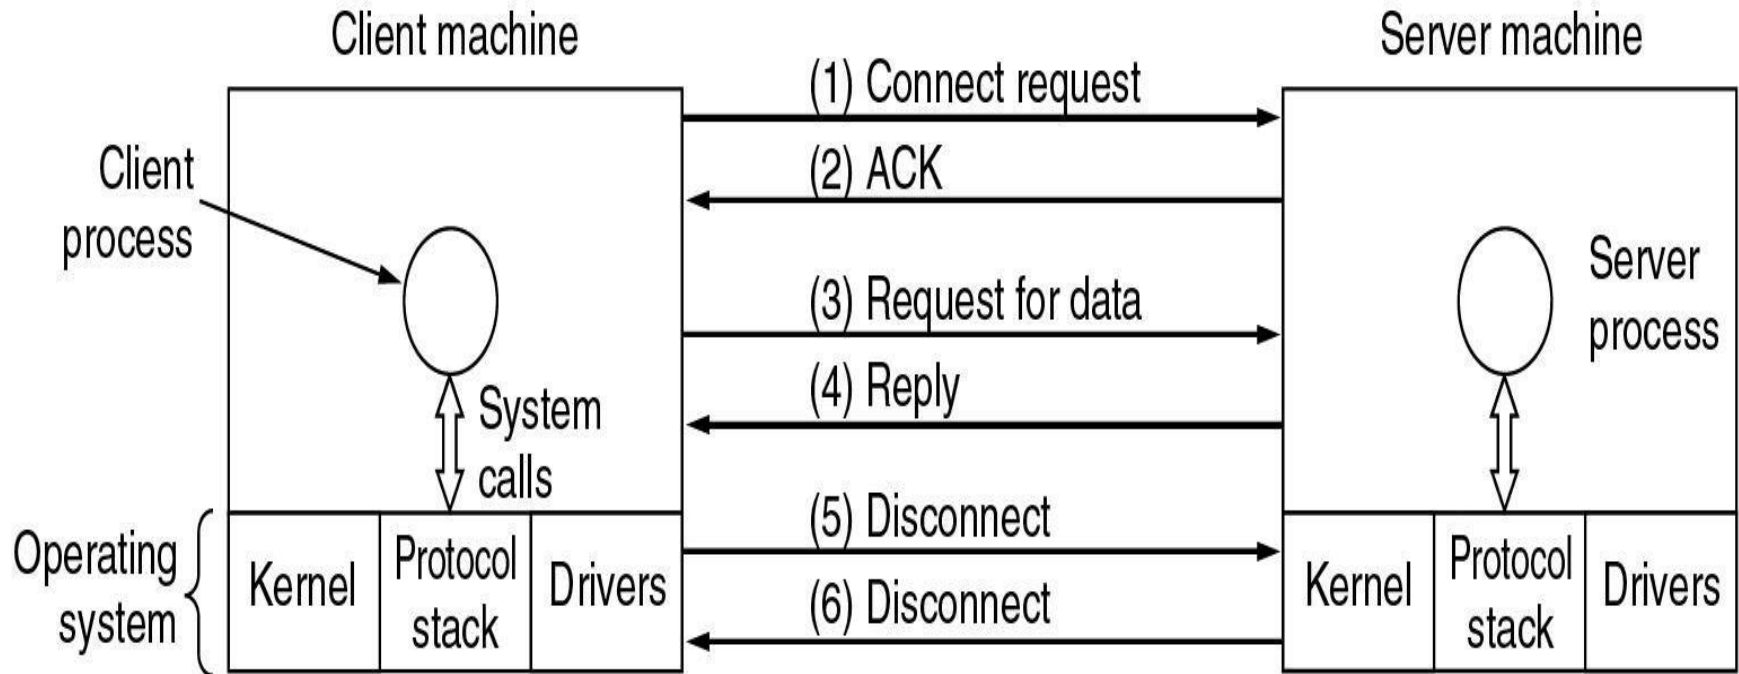 Client machine
Server machine
(1) Connect request
(2) ACK
Client
process
(3) Request for data
Server
process
(4) Reply
System
calls
(5) Disconnect
Operating
system
Kernel
Protocol
stack
Drivers
(6) Disconnect
Kernel
Protocol
stack
Drivers